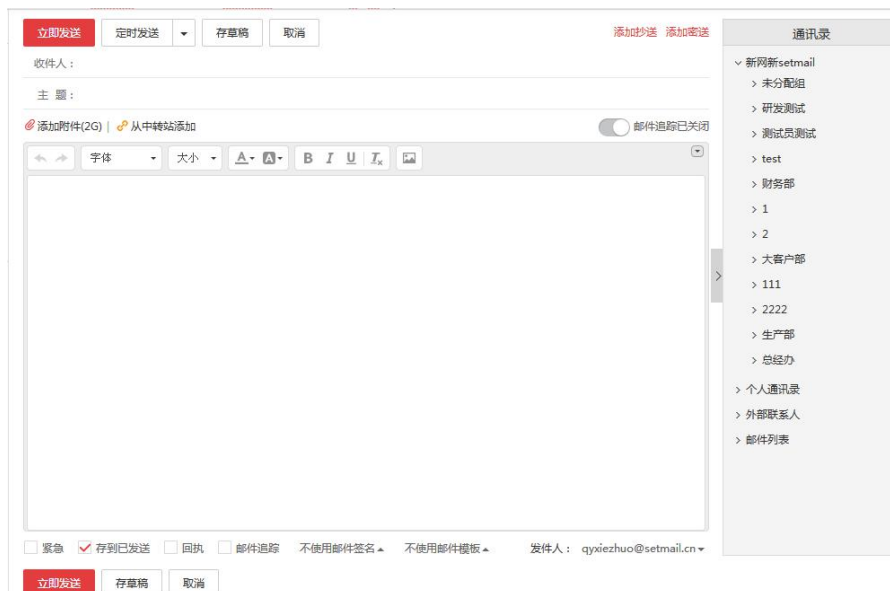 立即发送 定时发送 存草稿 取消 添加抄送 添加密送
收件人：
主 题：
添加附件(2G) | 从中转站添加 邮件追踪已关闭
字体 大小 A A B I U Tx
紧急 存到已发送 回执 邮件追踪 不使用邮件签名 不使用邮件模板 发件人： qyxiezhuo@setmail.cn
立即发送 存草稿 取消
通讯录
新网新setmail
未分配组
研发测试
测试员测试
test
财务部
1
2
大客户部
111
2222
生产部
总经办
个人通讯录
外部联系人
邮件列表